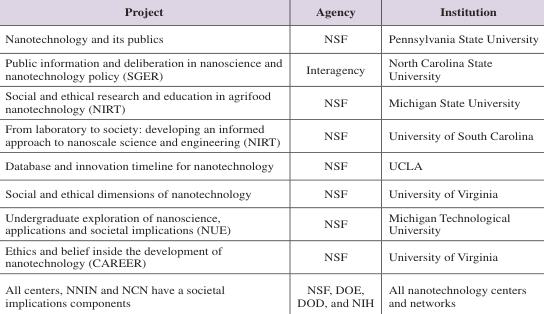 Project Agency Institution
Nanotechnology and its publics NSF Pennsylvania State University
Public information and deliberation in nanoscience and
nanotechnology policy (SGER) Interagency North Carolina State
University
Social and ethical research and education in agrifood
nanotechnology (NIRT) NSF Michigan State University
From laboratory to society: developing an informed
approach to nanoscale science and engineering (NIRT) NSF University of South Carolina
Database and innovation timeline for nanotechnology NSF UCLA
Social and ethical dimensions of nanotechnology NSF University of Virginia
Undergraduate exploration of nanoscience,
applications and societal implications (NUE) NSF Michigan Technological
University
Ethics and belief inside the development of
nanotechnology (CAREER) NSF University of Virginia
All centers, NNIN and NCN have a societal
implications components NSF, DOE,
DOD, and NIH All nanotechnology centers
and networks